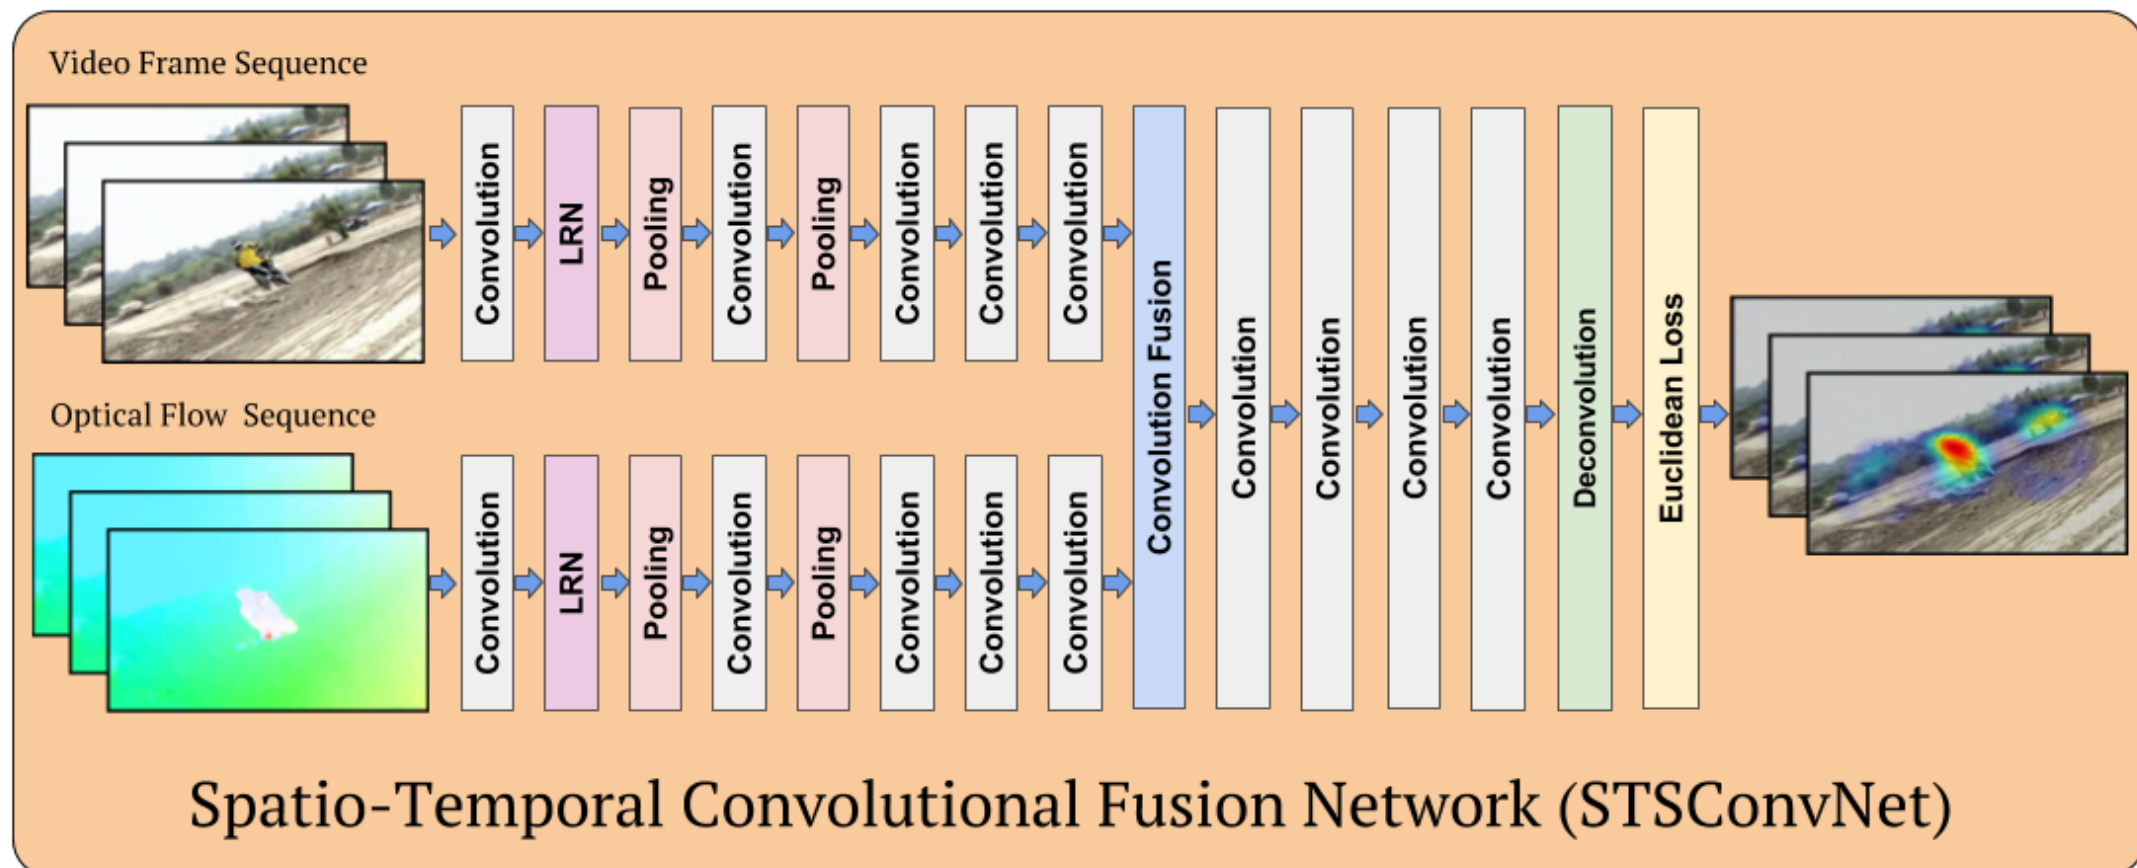 Video Frame Sequence
Convolution
LRN
Pooling
Convolution
Pooling
Convolution
Convolution
Convolution
Optical Flow  Sequence
Convolution
LRN
Pooling
Convolution
Pooling
Convolution
Convolution
Convolution
Convolution Fusion
Convolution
Convolution
Convolution
Convolution
Deconvolution
Euclidean Loss
Spatio-Temporal Convolutional Fusion Network (STSConvNet)